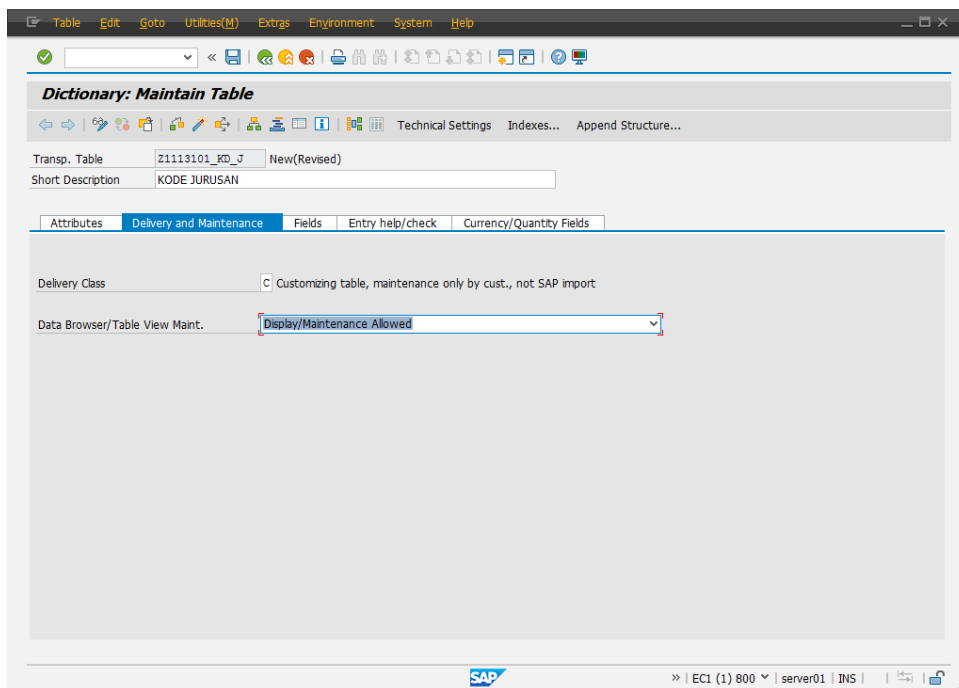 Table Edit Goto Utilities(M) Extras Environment System Help
Dictionary: Maintain Table
Technical Settings Indexes... Append Structure...
Transp. Table Z1113101_KD_J New(Revised)
Short Description KODE JURUSAN
Attributes Delivery and Maintenance Fields Entry help/check Currency/Quantity Fields
Delivery Class C Customizing table, maintenance only by cust., not SAP import
Data Browser/Table View Maint. Display/Maintenance Allowed
SAP » | EC1 (1) 800 | server01 | INS |